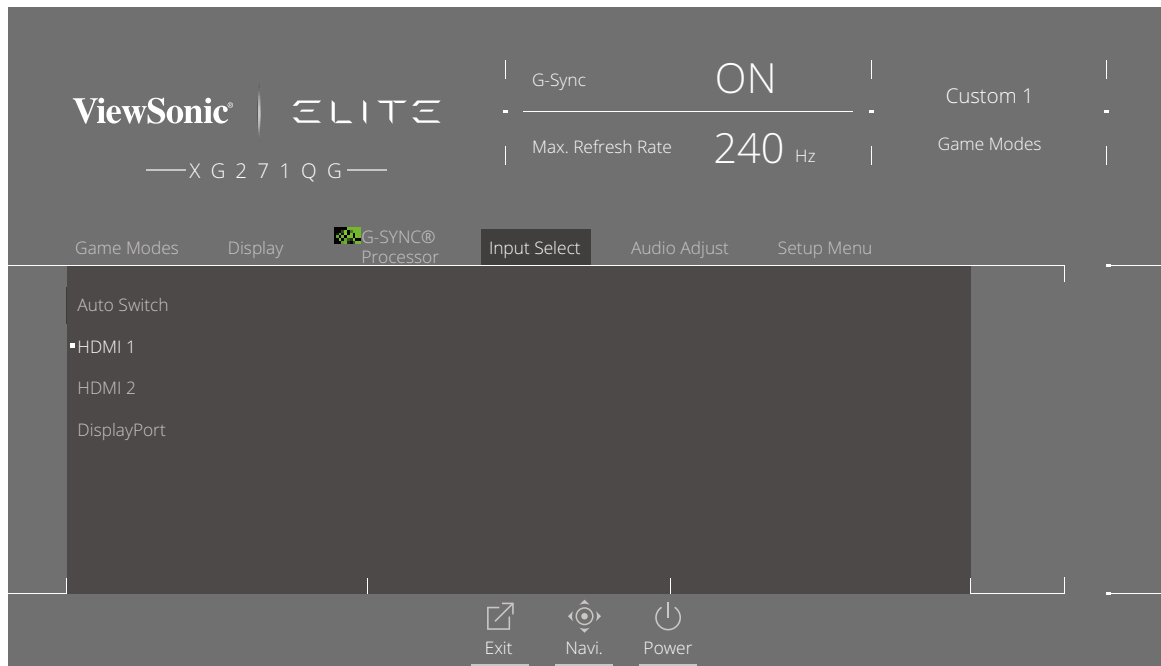 ViewSonic® ELITE
XG271QG
G-Sync ON
Max. Refresh Rate 240 Hz
Custom 1
Game Modes
Game Modes Display G-SYNC® Processor Input Select Audio Adjust Setup Menu
Auto Switch
HDMI 1
HDMI 2
DisplayPort
Exit Navi. Power